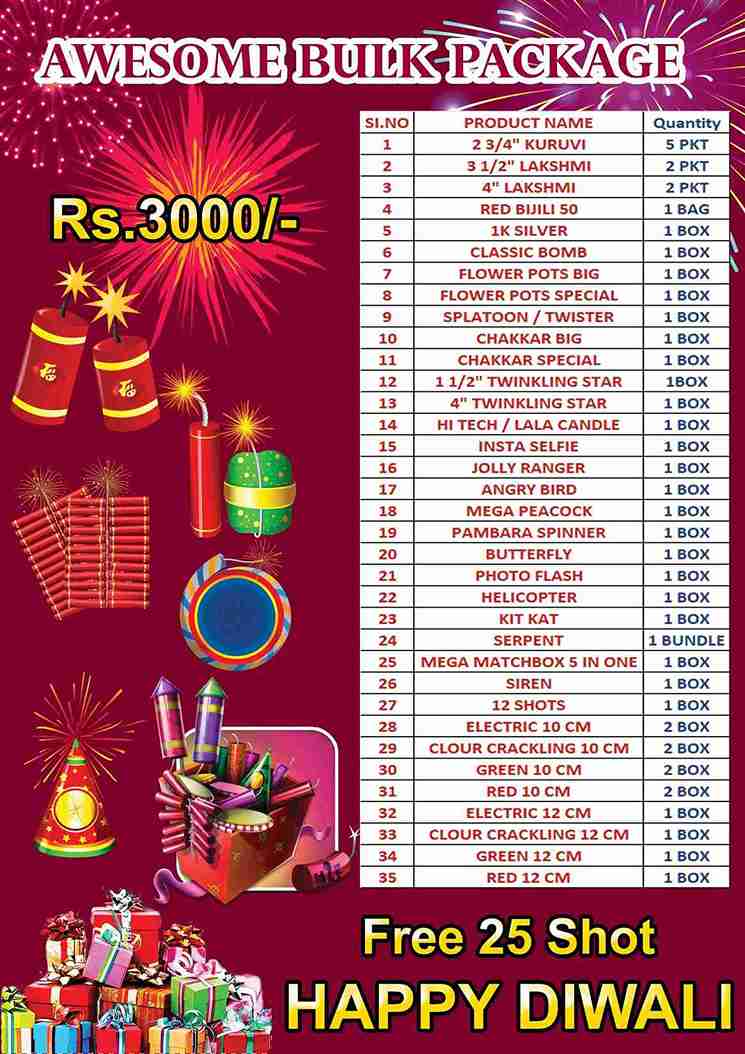 AWESOME BULK PACKAGE
Rs.3000/-
SI.NO PRODUCT NAME Quantity
1 2 3/4" KURUVI 5 PKT
2 3 1/2" LAKSHMI 2 PKT
3 4" LAKSHMI 2 PKT
4 RED BIJILI 50 1 BAG
5 1K SILVER 1 BOX
6 CLASSIC BOMB 1 BOX
7 FLOWER POTS BIG 1 BOX
8 FLOWER POTS SPECIAL 1 BOX
9 SPLATOON / TWISTER 1 BOX
10 CHAKKAR BIG 1 BOX
11 CHAKKAR SPECIAL 1 BOX
12 1 1/2" TWINKLING STAR 1BOX
13 4" TWINKLING STAR 1 BOX
14 HI TECH / LALA CANDLE 1 BOX
15 INSTA SELFIE 1 BOX
16 JOLLY RANGER 1 BOX
17 ANGRY BIRD 1 BOX
18 MEGA PEACOCK 1 BOX
19 PAMBARA SPINNER 1 BOX
20 BUTTERFLY 1 BOX
21 PHOTO FLASH 1 BOX
22 HELICOPTER 1 BOX
23 KIT KAT 1 BOX
24 SERPENT 1 BUNDLE
25 MEGA MATCHBOX 5 IN ONE 1 BOX
26 SIREN 1 BOX
27 12 SHOTS 1 BOX
28 ELECTRIC 10 CM 2 BOX
29 CLOUR CRACKLING 10 CM 2 BOX
30 GREEN 10 CM 2 BOX
31 RED 10 CM 2 BOX
32 ELECTRIC 12 CM 1 BOX
33 CLOUR CRACKLING 12 CM 1 BOX
34 GREEN 12 CM 1 BOX
35 RED 12 CM 1 BOX
Free 25 Shot
HAPPY DIWALI